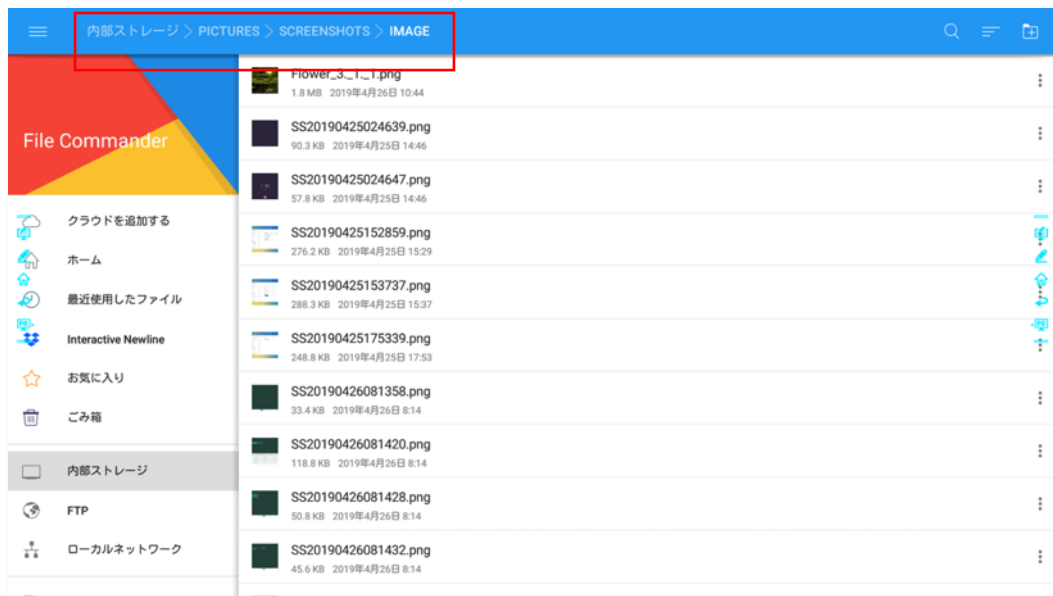 内部ストレージ > PICTURES > SCREENSHOTS > IMAGE
File Commander
クラウドを追加する
ホーム
最近使用したファイル
Interactive Newline
お気に入り
ごみ箱
内部ストレージ
FTP
ローカルネットワーク
Flower_3._1._1.png
1.8 MB 2019年4月26日 10:44
SS20190425024639.png
90.3 KB 2019年4月25日 14:46
SS20190425024647.png
57.8 KB 2019年4月25日 14:46
SS20190425152859.png
276.2 KB 2019年4月25日 15:29
SS20190425153737.png
288.3 KB 2019年4月25日 15:37
SS20190425175339.png
248.8 KB 2019年4月25日 17:53
SS20190426081358.png
33.4 KB 2019年4月26日 8:14
SS20190426081420.png
118.8 KB 2019年4月26日 8:14
SS20190426081428.png
50.8 KB 2019年4月26日 8:14
SS20190426081432.png
45.6 KB 2019年4月26日 8:14